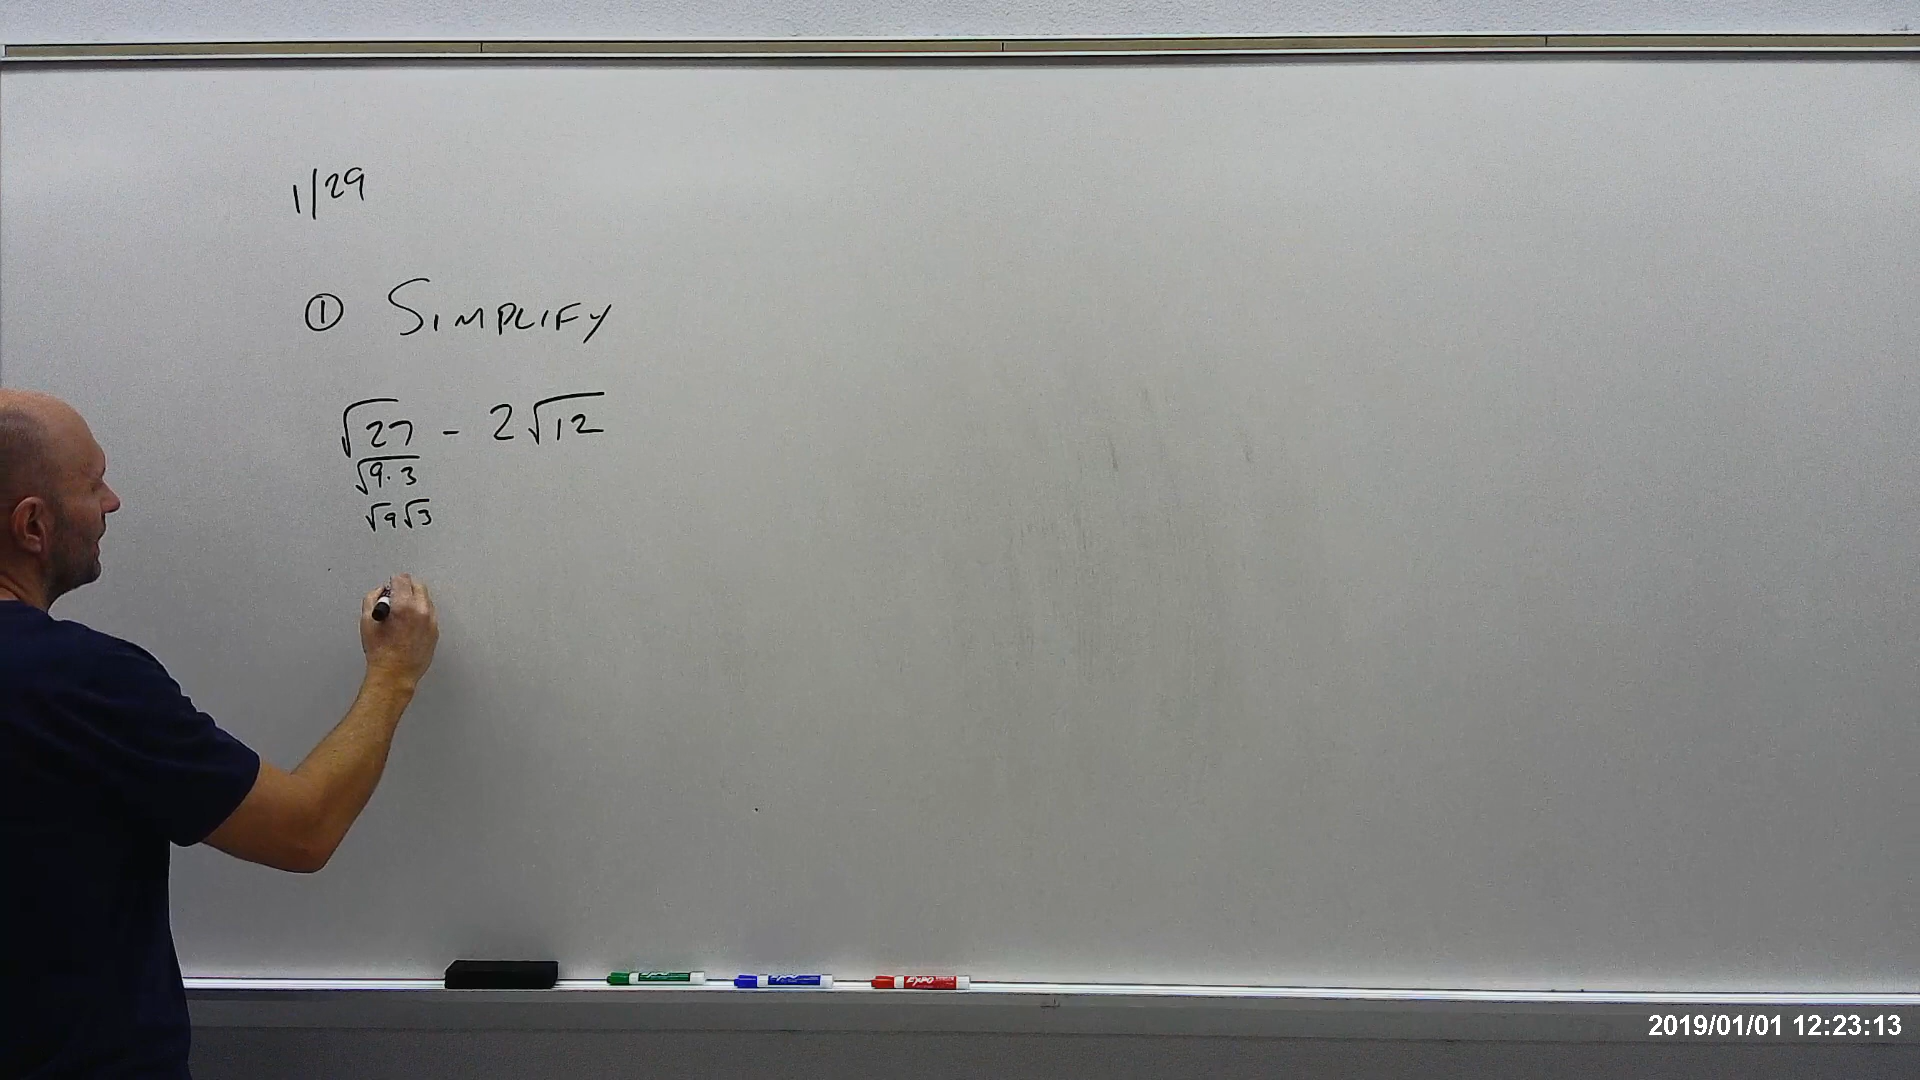 1/29
① SIMPLIFY
√27 - 2√12
√9·3
√9√3
2019/01/01 12:23:13